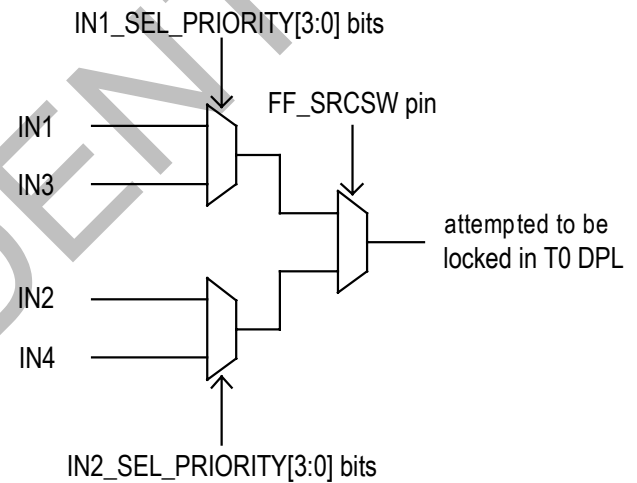 IN1_SEL_PRIORITY[3:0] bits
FF_SRCSW pin
IN1
IN3
attempted to be
locked in T0 DPL
IN2
IN4
IN2_SEL_PRIORITY[3:0] bits